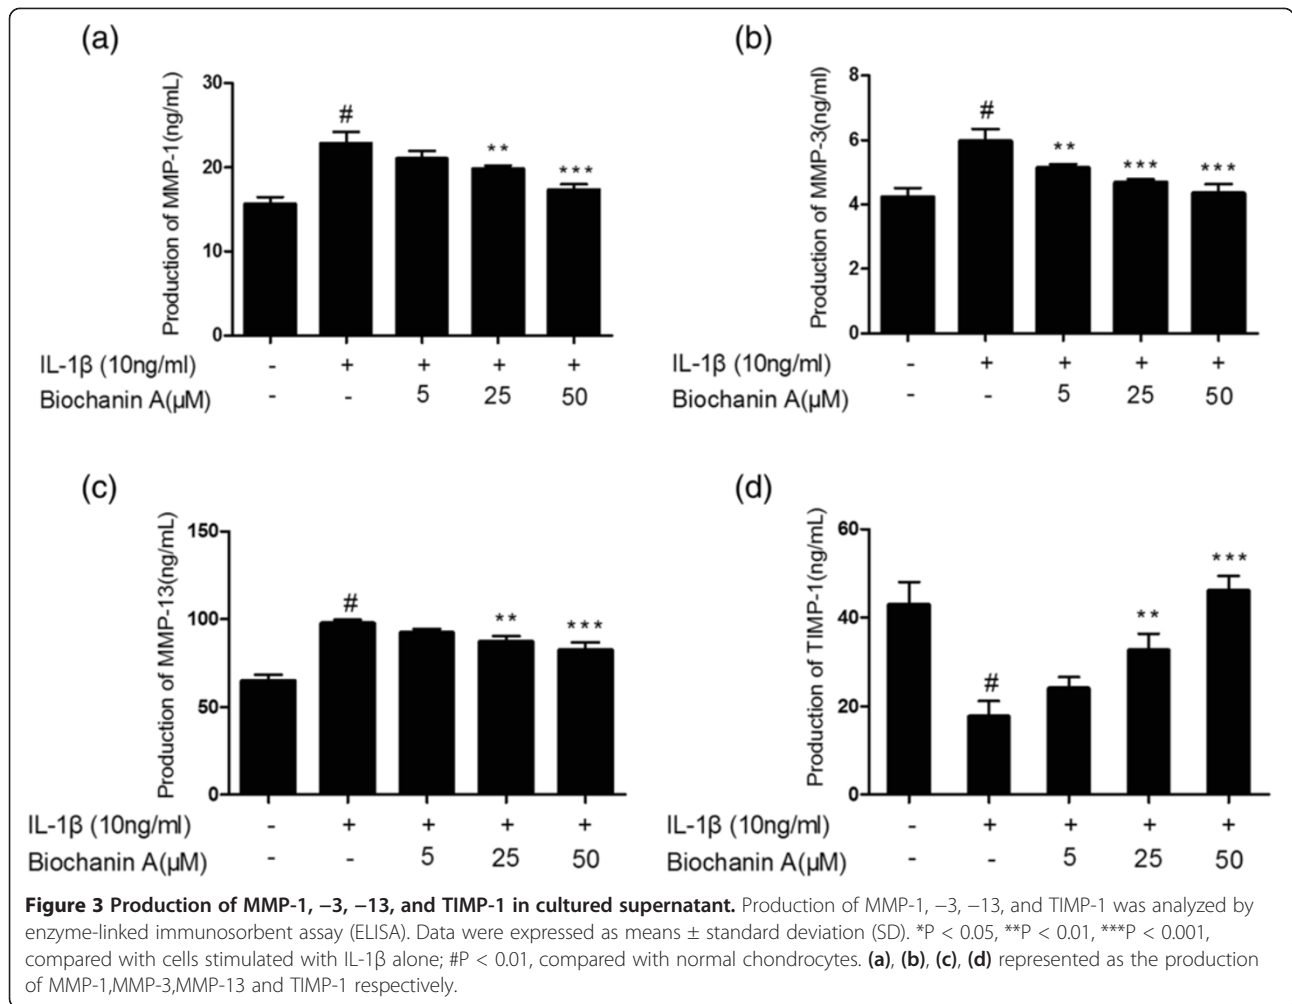 (a)
Production of MMP-1(ng/mL)
30
20
10
0
#
**
***
IL-1β (10ng/ml) - + + + +
Biochanin A(μM) - - 5 25 50
(b)
Production of MMP-3(ng/ml)
8
6
4
2
0
#
**
***
***
IL-1β (10ng/ml) - + + + +
Biochanin A(μM) - - 5 25 50
(c)
Production of MMP-13(ng/mL)
150
100
50
0
#
**
***
IL-1β (10ng/ml) - + + + +
Biochanin A(μM) - - 5 25 50
(d)
Production of TIMP-1(ng/mL)
60
40
20
0
#
**
***
IL-1β (10ng/ml) - + + + +
Biochanin A(μM) - - 5 25 50
Figure 3 Production of MMP-1, −3, −13, and TIMP-1 in cultured supernatant. Production of MMP-1, −3, −13, and TIMP-1 was analyzed by
enzyme-linked immunosorbent assay (ELISA). Data were expressed as means ± standard deviation (SD). *P < 0.05, **P < 0.01, ***P < 0.001,
compared with cells stimulated with IL-1β alone; #P < 0.01, compared with normal chondrocytes. (a), (b), (c), (d) represented as the production
of MMP-1,MMP-3,MMP-13 and TIMP-1 respectively.